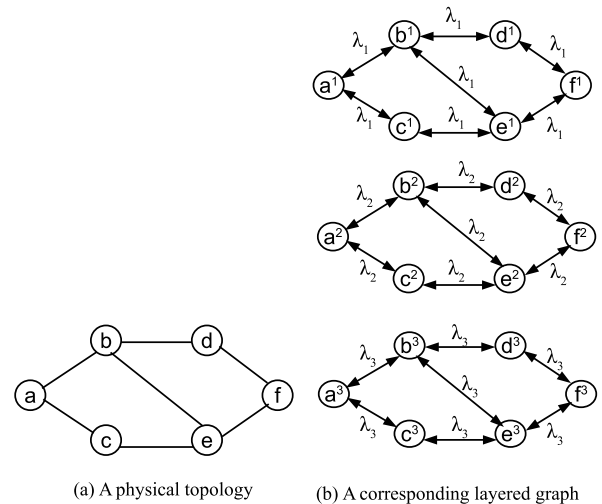 λ₁
b¹
d¹
λ₁
λ₁
a¹
λ₁
f¹
λ₁
c¹
λ₁
e¹
λ₁
λ₂
b²
d²
λ₂
λ₂
a²
λ₂
f²
λ₂
c²
λ₂
e²
λ₂
b
d
a
f
c
e
λ₃
b³
d³
λ₃
λ₃
a³
λ₃
f³
λ₃
c³
λ₃
e³
λ₃
(a) A physical topology
(b) A corresponding layered graph